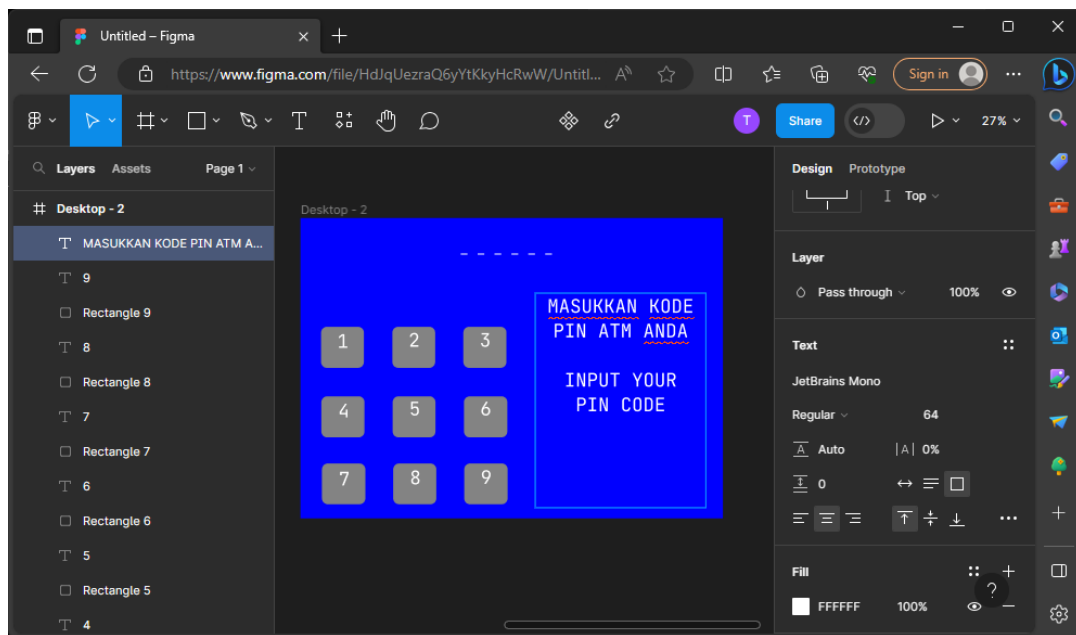 Untitled – Figma
https://www.figma.com/file/HdJqUezraQ6yYtKkyHcRwW/Untitl...
Sign in
T
Share
27%
Layers
Assets
Page 1
Design
Prototype
Top
Desktop - 2
MASUKKAN KODE PIN ATM A...
9
Rectangle 9
8
Rectangle 8
7
Rectangle 7
6
Rectangle 6
5
Rectangle 5
4
Desktop - 2
– – – – – –
1 2 3
4 5 6
7 8 9
MASUKKAN KODE
PIN ATM ANDA
INPUT YOUR
PIN CODE
Layer
Pass through 100%
Text
JetBrains Mono
Regular 64
Auto |A| 0%
0
Fill
?
FFFFFF 100%